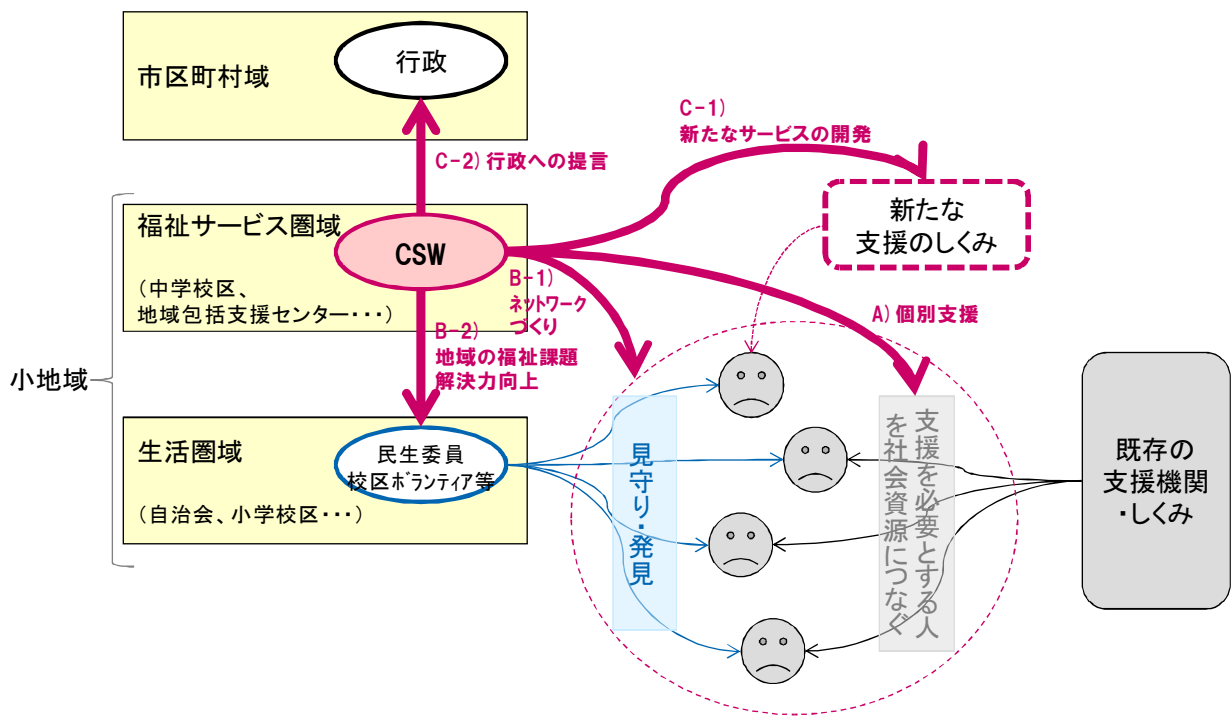 市区町村域
行政
C-2) 行政への提言
C-1)
新たなサービスの開発
新たな
支援のしくみ
福祉サービス圏域
CSW
（中学校区、
地域包括支援センター・・・）
B-1)
ネットワーク
づくり
A) 個別支援
B-2)
地域の福祉課題
解決力向上
小地域
生活圏域
民生委員
校区ボランティア等
（自治会、小学校区・・・）
見守り・発見
支援を必要とする人
を社会資源につなぐ
既存の
支援機関
・しくみ